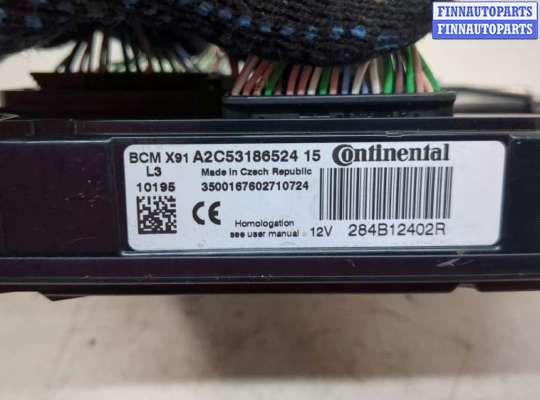 FINNAUTOPARTS
FINNAUTOPARTS
BCM X91 A2C53186524 15 Continental
L3 Made in Czech Republic
10195 3500167602710724
CE
Homologation
see user manual 12V 284B12402R